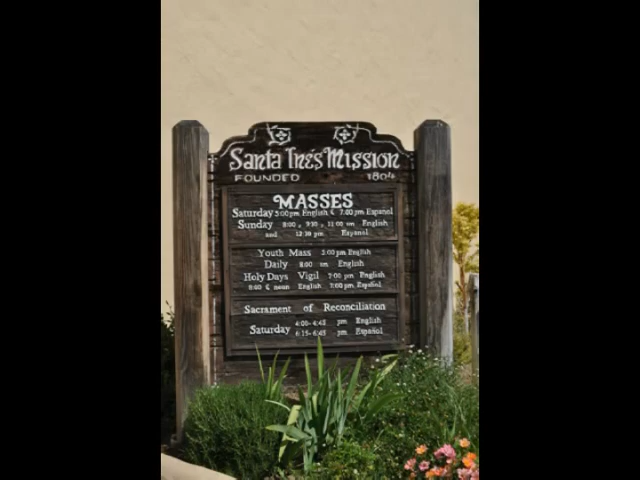 Santa Inés Mission
FOUNDED 1804
MASSES
Saturday 5:00 pm English & 7:00 pm Español
Sunday 8:00, 9:30, 11:00 am English
and 12:30 pm Español
Youth Mass 5:00 pm English
Daily 8:00 am English
Holy Days Vigil 7:00 pm English
8:00 & noon English 7:00 pm Español
Sacrament of Reconciliation
Saturday 4:00-4:45 pm English
6:15-6:45 pm Español